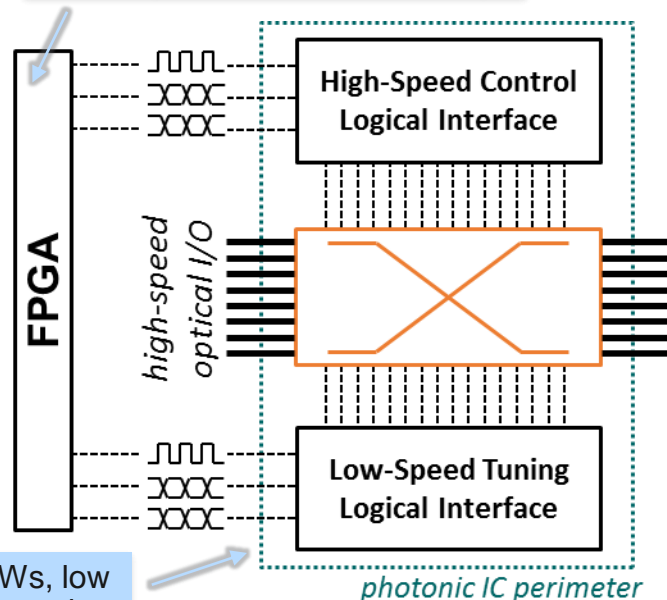 High-Speed Control
Logical Interface
FPGA
high-speed
optical I/O
Low-Speed Tuning
Logical Interface
Ws, low
photonic IC perimeter